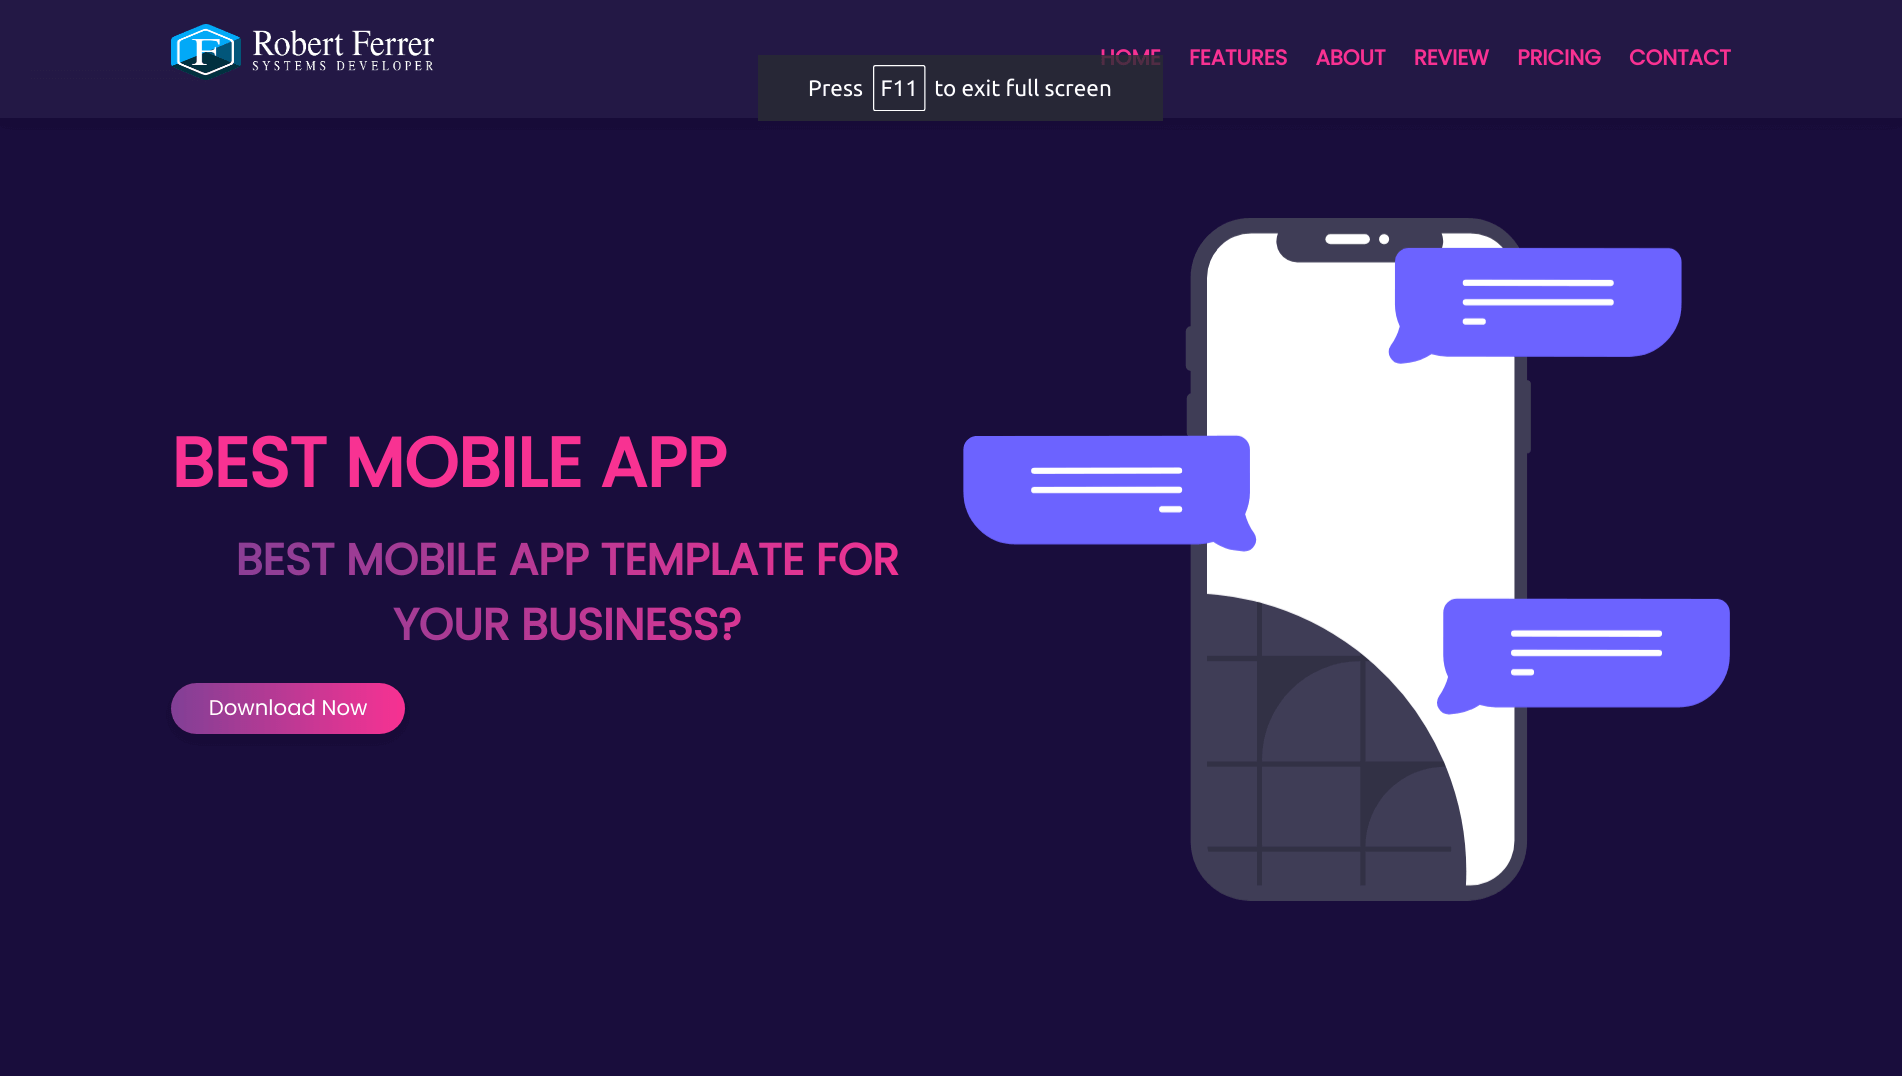 Robert Ferrer
SYSTEMS DEVELOPER
HOME FEATURES ABOUT REVIEW PRICING CONTACT
Press F11 to exit full screen
BEST MOBILE APP
BEST MOBILE APP TEMPLATE FOR
YOUR BUSINESS?
Download Now